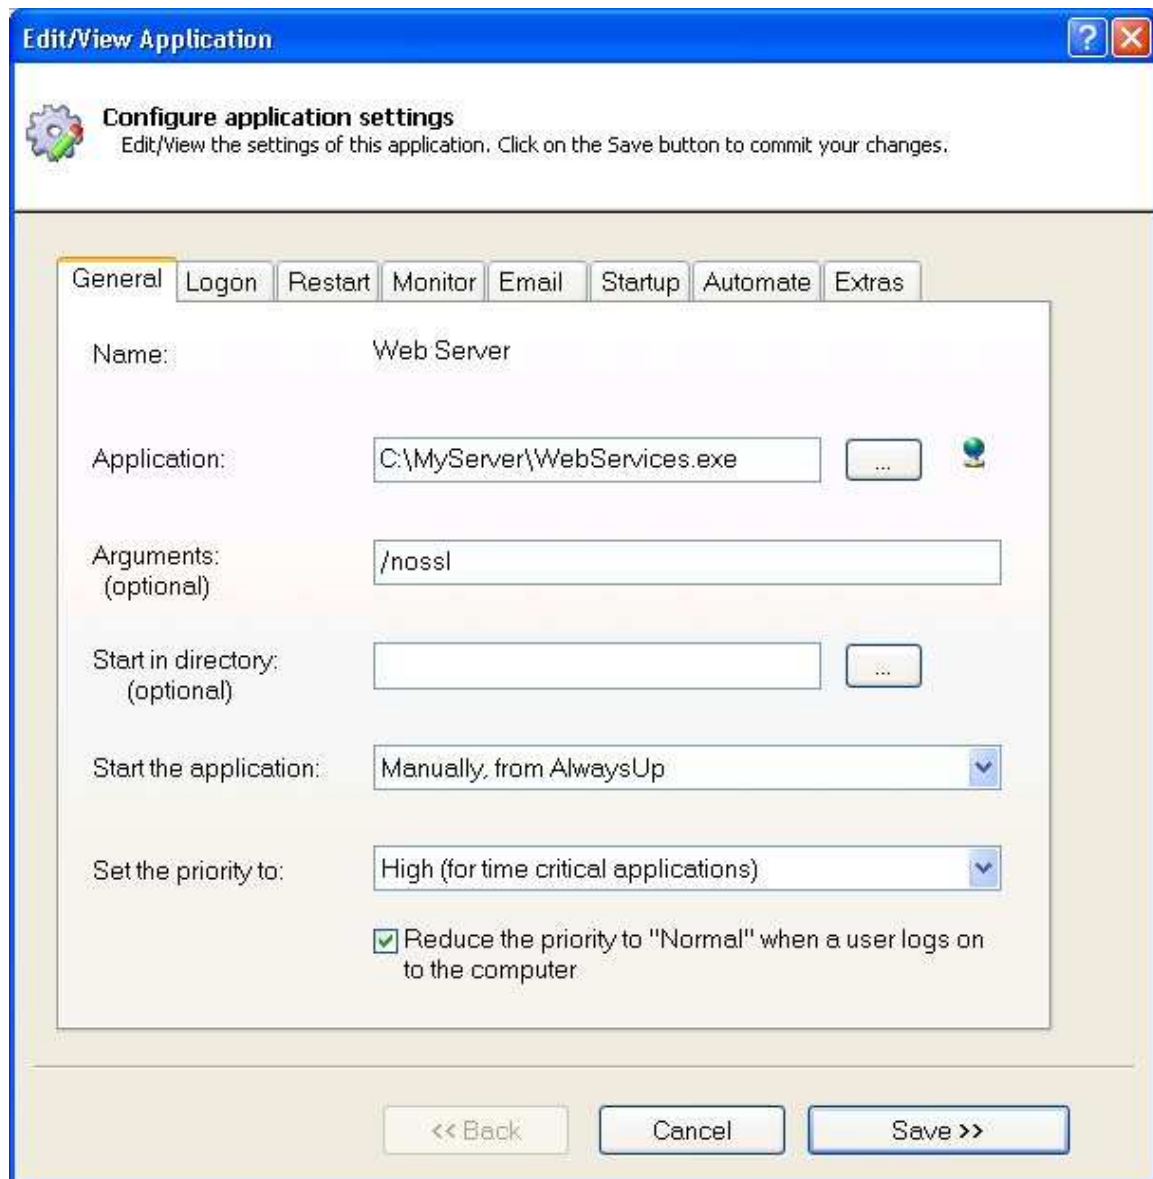 Edit/View Application
Configure application settings
Edit/View the settings of this application. Click on the Save button to commit your changes.
General Logon Restart Monitor Email Startup Automate Extras
Name: Web Server
Application: C:\MyServer\WebServices.exe ...
Arguments: /nossl
(optional)
Start in directory: ...
(optional)
Start the application: Manually, from AlwaysUp
Set the priority to: High (for time critical applications)
Reduce the priority to "Normal" when a user logs on
to the computer
<< Back Cancel Save >>